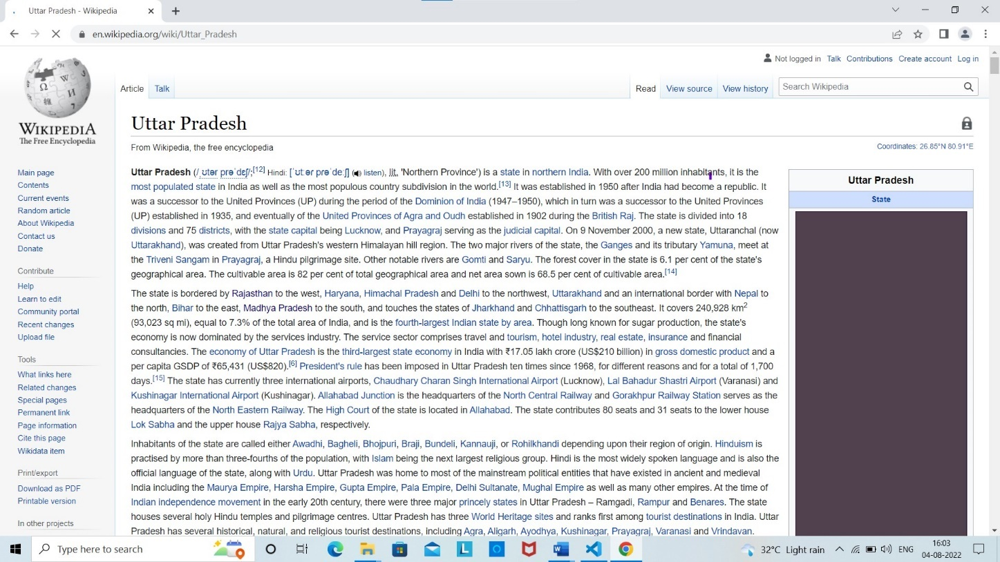 Uttar Pradesh - Wikipedia
en.wikipedia.org/wiki/Uttar_Pradesh
Not logged in Talk Contributions Create account Log in
Article Talk Read View source View history Search Wikipedia
WIKIPEDIA
The Free Encyclopedia
Main page
Contents
Current events
Random article
About Wikipedia
Contact us
Donate
Contribute
Help
Learn to edit
Community portal
Recent changes
Upload file
Tools
What links here
Related changes
Special pages
Permanent link
Page information
Cite this page
Wikidata item
Print/export
Download as PDF
Printable version
In other projects
Uttar Pradesh
From Wikipedia, the free encyclopedia
Coordinates: 26.85°N 80.91°E
Uttar Pradesh (/ˌʊtər prəˈdɛʃ/;[12] Hindi: [ˈʊtːər prəˈdeːʃ] (listen), lit. 'Northern Province') is a state in northern India. With over 200 million inhabitants, it is the
most populated state in India as well as the most populous country subdivision in the world.[13] It was established in 1950 after India had become a republic. It
was a successor to the United Provinces (UP) during the period of the Dominion of India (1947–1950), which in turn was a successor to the United Provinces
(UP) established in 1935, and eventually of the United Provinces of Agra and Oudh established in 1902 during the British Raj. The state is divided into 18
divisions and 75 districts, with the state capital being Lucknow, and Prayagraj serving as the judicial capital. On 9 November 2000, a new state, Uttaranchal (now
Uttarakhand), was created from Uttar Pradesh's western Himalayan hill region. The two major rivers of the state, the Ganges and its tributary Yamuna, meet at
the Triveni Sangam in Prayagraj, a Hindu pilgrimage site. Other notable rivers are Gomti and Saryu. The forest cover in the state is 6.1 per cent of the state's
geographical area. The cultivable area is 82 per cent of total geographical area and net area sown is 68.5 per cent of cultivable area.[14]
The state is bordered by Rajasthan to the west, Haryana, Himachal Pradesh and Delhi to the northwest, Uttarakhand and an international border with Nepal to
the north, Bihar to the east, Madhya Pradesh to the south, and touches the states of Jharkhand and Chhattisgarh to the southeast. It covers 240,928 km2
(93,023 sq mi), equal to 7.3% of the total area of India, and is the fourth-largest Indian state by area. Though long known for sugar production, the state's
economy is now dominated by the services industry. The service sector comprises travel and tourism, hotel industry, real estate, insurance and financial
consultancies. The economy of Uttar Pradesh is the third-largest state economy in India with ₹17.05 lakh crore (US$210 billion) in gross domestic product and a
per capita GSDP of ₹65,431 (US$820).[6] President's rule has been imposed in Uttar Pradesh ten times since 1968, for different reasons and for a total of 1,700
days.[15] The state has currently three international airports, Chaudhary Charan Singh International Airport (Lucknow), Lal Bahadur Shastri Airport (Varanasi) and
Kushinagar International Airport (Kushinagar). Allahabad Junction is the headquarters of the North Central Railway and Gorakhpur Railway Station serves as the
headquarters of the North Eastern Railway. The High Court of the state is located in Allahabad. The state contributes 80 seats and 31 seats to the lower house
Lok Sabha and the upper house Rajya Sabha, respectively.
Inhabitants of the state are called either Awadhi, Bagheli, Bhojpuri, Braji, Bundeli, Kannauji, or Rohilkhandi depending upon their region of origin. Hinduism is
practised by more than three-fourths of the population, with Islam being the next largest religious group. Hindi is the most widely spoken language and is also the
official language of the state, along with Urdu. Uttar Pradesh was home to most of the mainstream political entities that have existed in ancient and medieval
India including the Maurya Empire, Harsha Empire, Gupta Empire, Pala Empire, Delhi Sultanate, Mughal Empire as well as many other empires. At the time of
Indian independence movement in the early 20th century, there were three major princely states in Uttar Pradesh – Ramgadi, Rampur and Benares. The state
houses several holy Hindu temples and pilgrimage centres. Uttar Pradesh has three World Heritage sites and ranks first among tourist destinations in India. Uttar
Pradesh has several historical, natural, and religious tourist destinations, including Agra, Aligarh, Ayodhya, Kushinagar, Prayagraj, Varanasi and Vrindavan.
Uttar Pradesh
State
Type here to search
32°C Light rain
ENG
16:03
04-08-2022